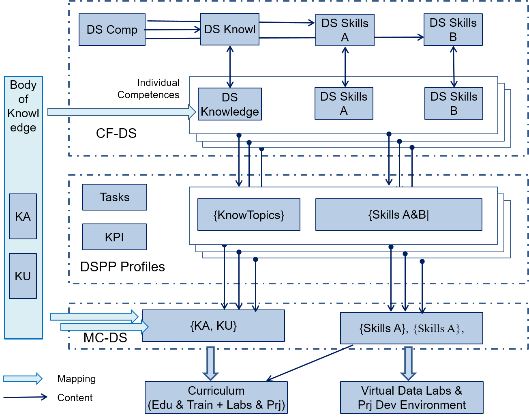 DS Comp
DS Knowl
DS Skills
A
DS Skills
B
Body
of
Knowl
edge
Individual
Competences
DS
Knowledge
DS Skills
A
DS Skills
B
CF-DS
Tasks
KA
{KnowTopics}
{Skills A&B|
KPI
KU
DSPP Profiles
{KA, KU}
{Skills A}, {Skills A},
MC-DS
Mapping
Content
Curriculum
(Edu & Train + Labs & Prj)
Virtual Data Labs &
Prj Dev Environment